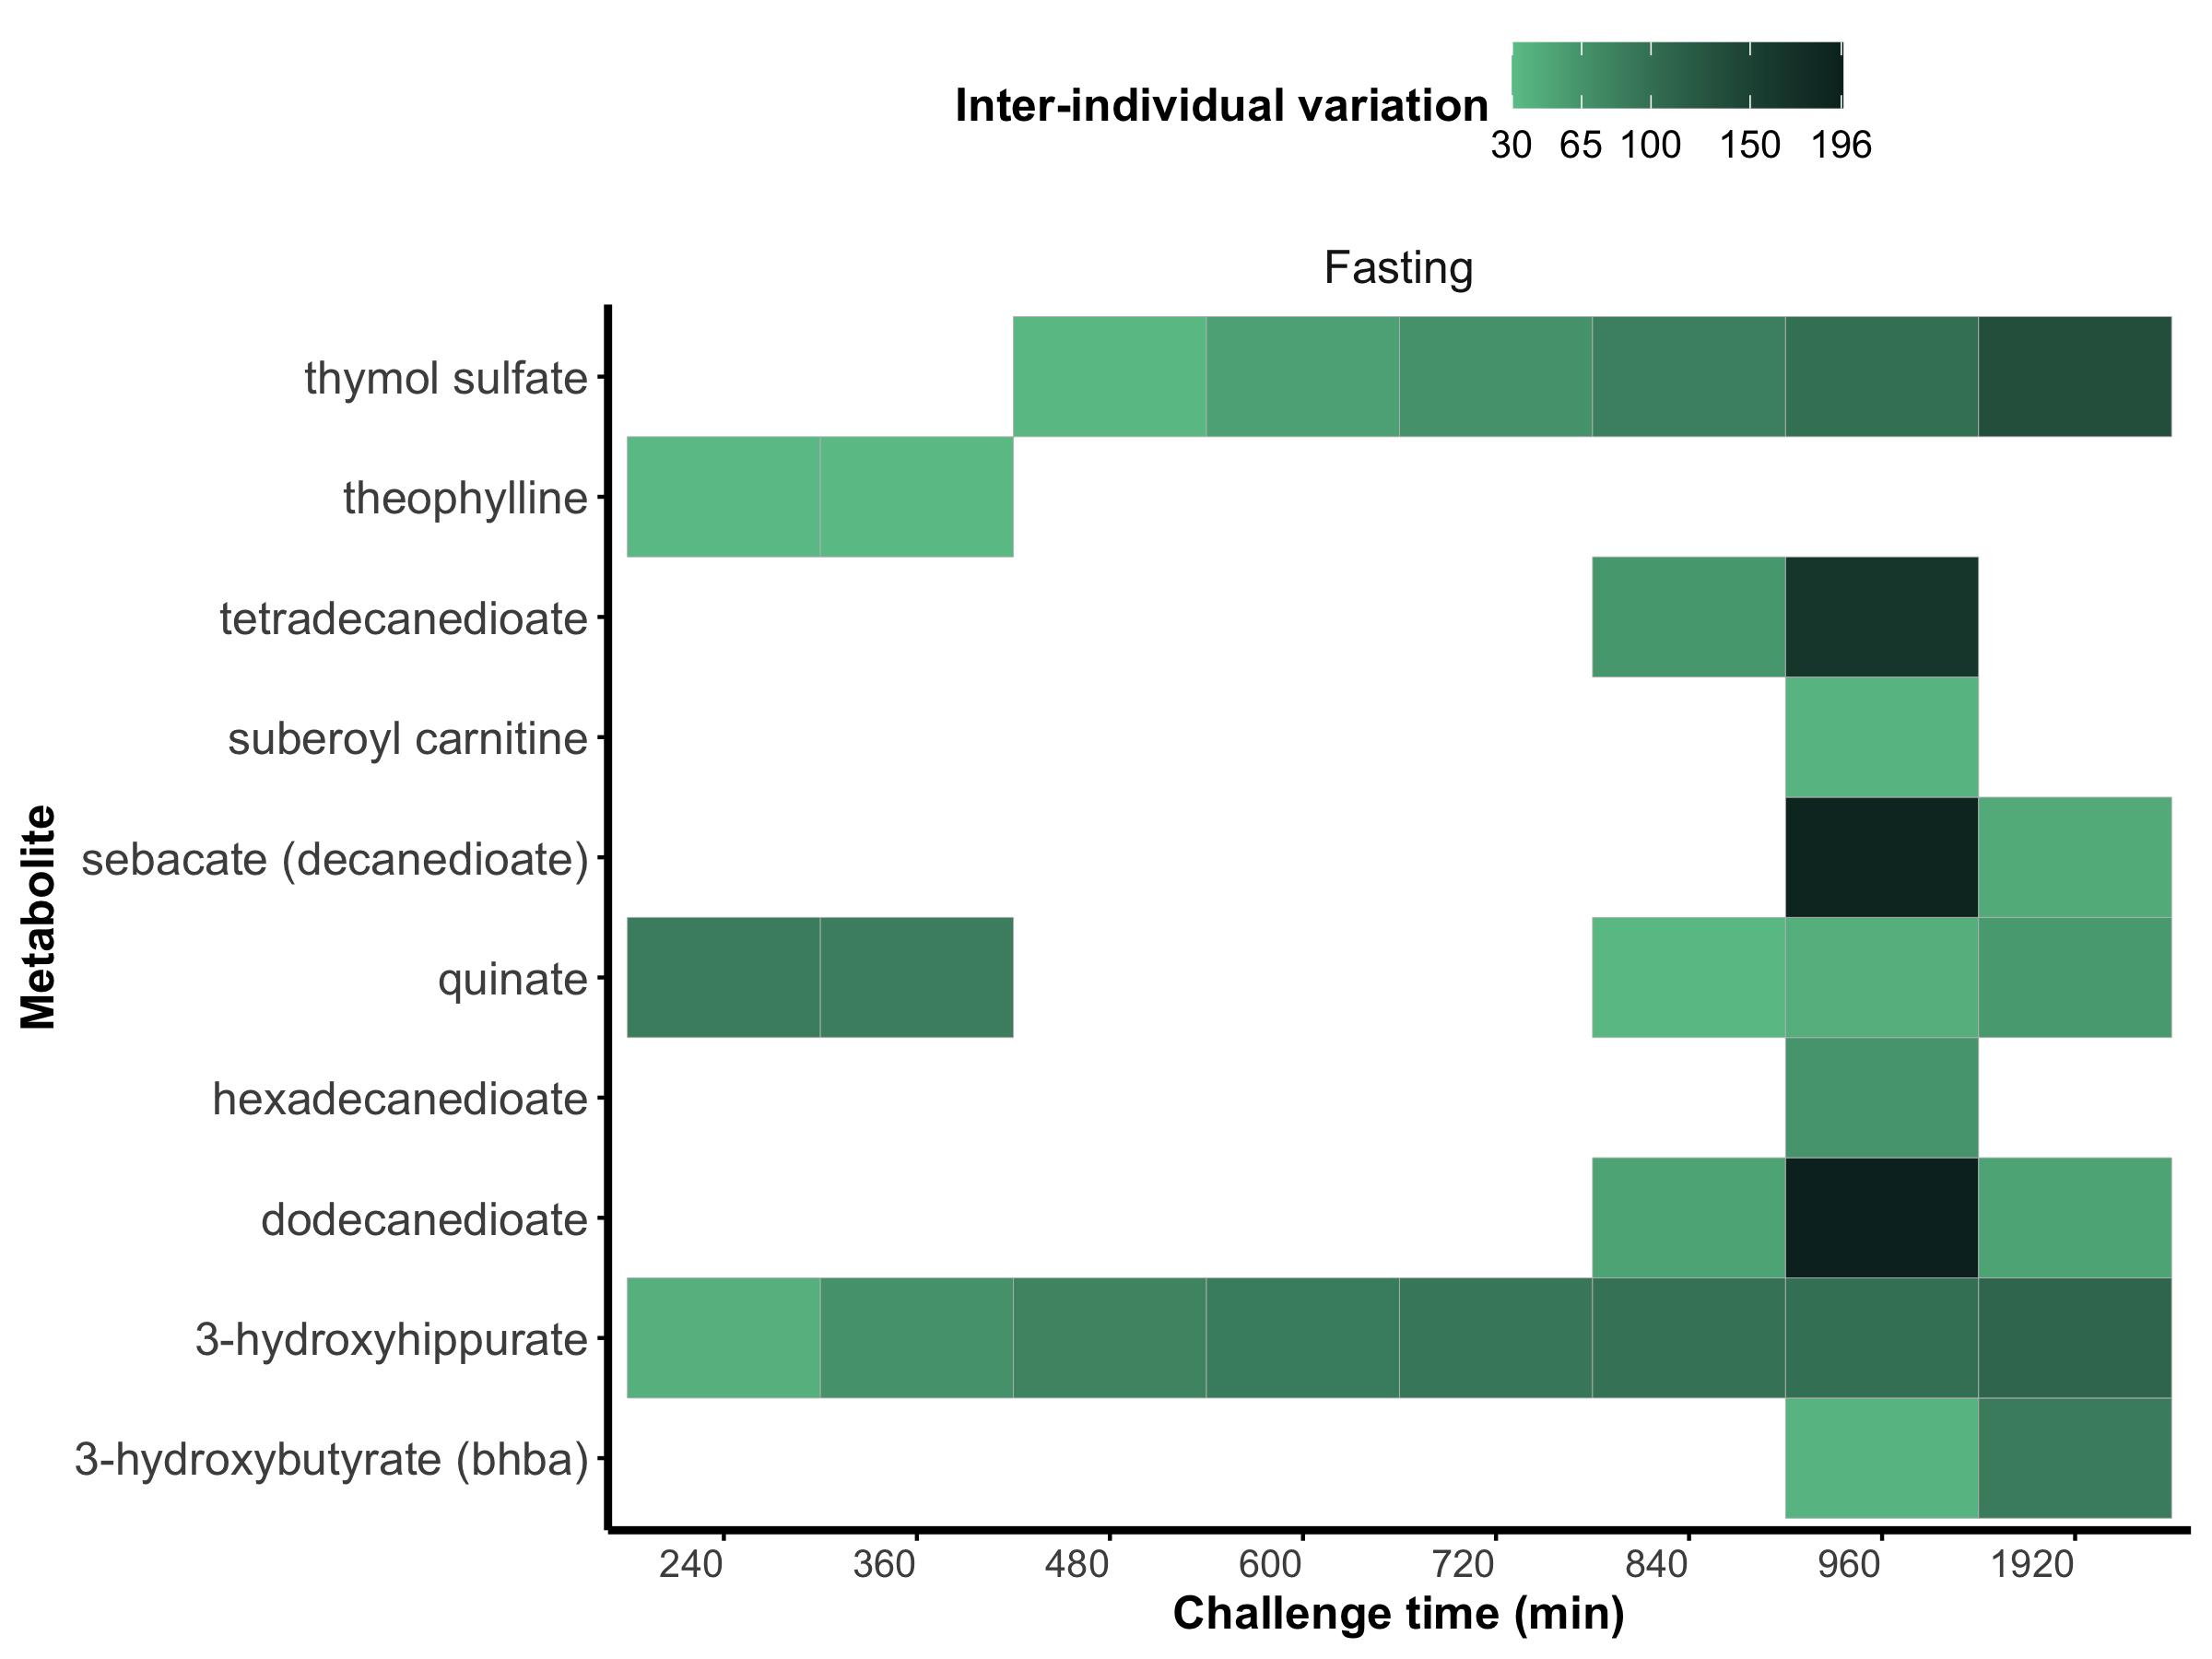 Inter-individual variation
30 65 100 150 196
Fasting
Metabolite
thymol sulfate
theophylline
tetradecanedioate
suberoyl carnitine
sebacate (decanedioate)
quinate
hexadecanedioate
dodecanedioate
3-hydroxyhippurate
3-hydroxybutyrate (bhba)
240 360 480 600 720 840 960 1920
Challenge time (min)